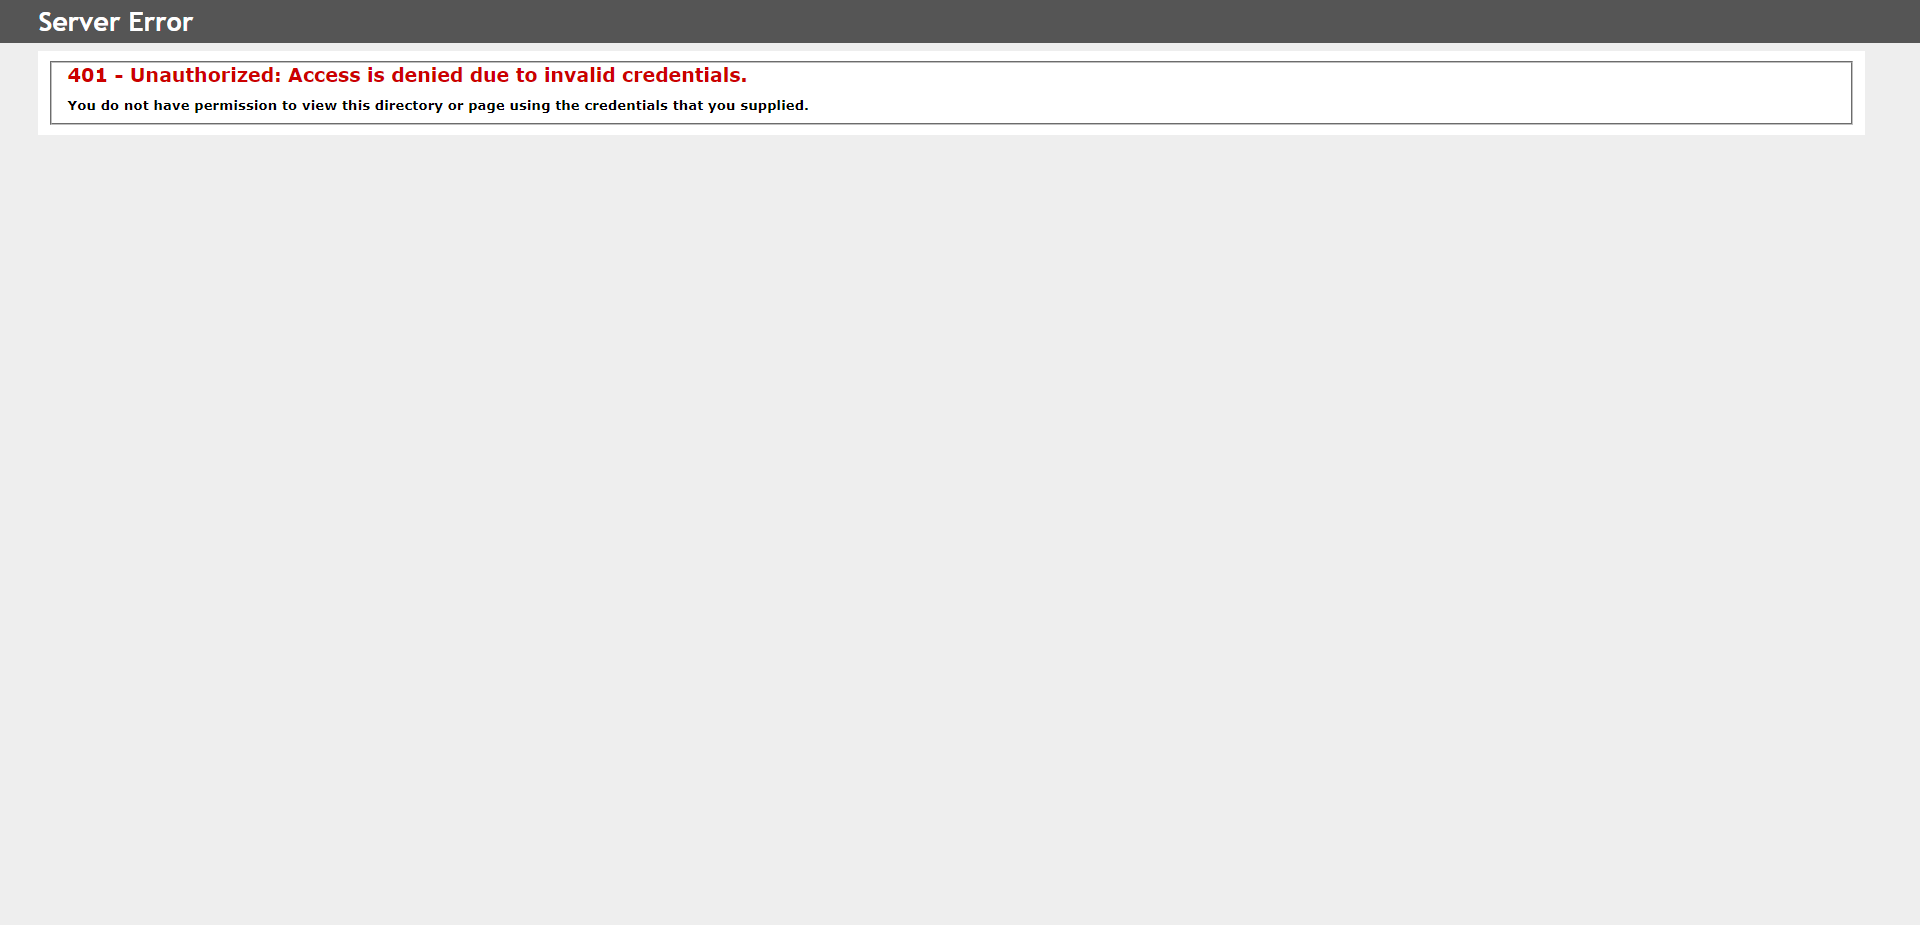 Server Error
401 - Unauthorized: Access is denied due to invalid credentials.
You do not have permission to view this directory or page using the credentials that you supplied.